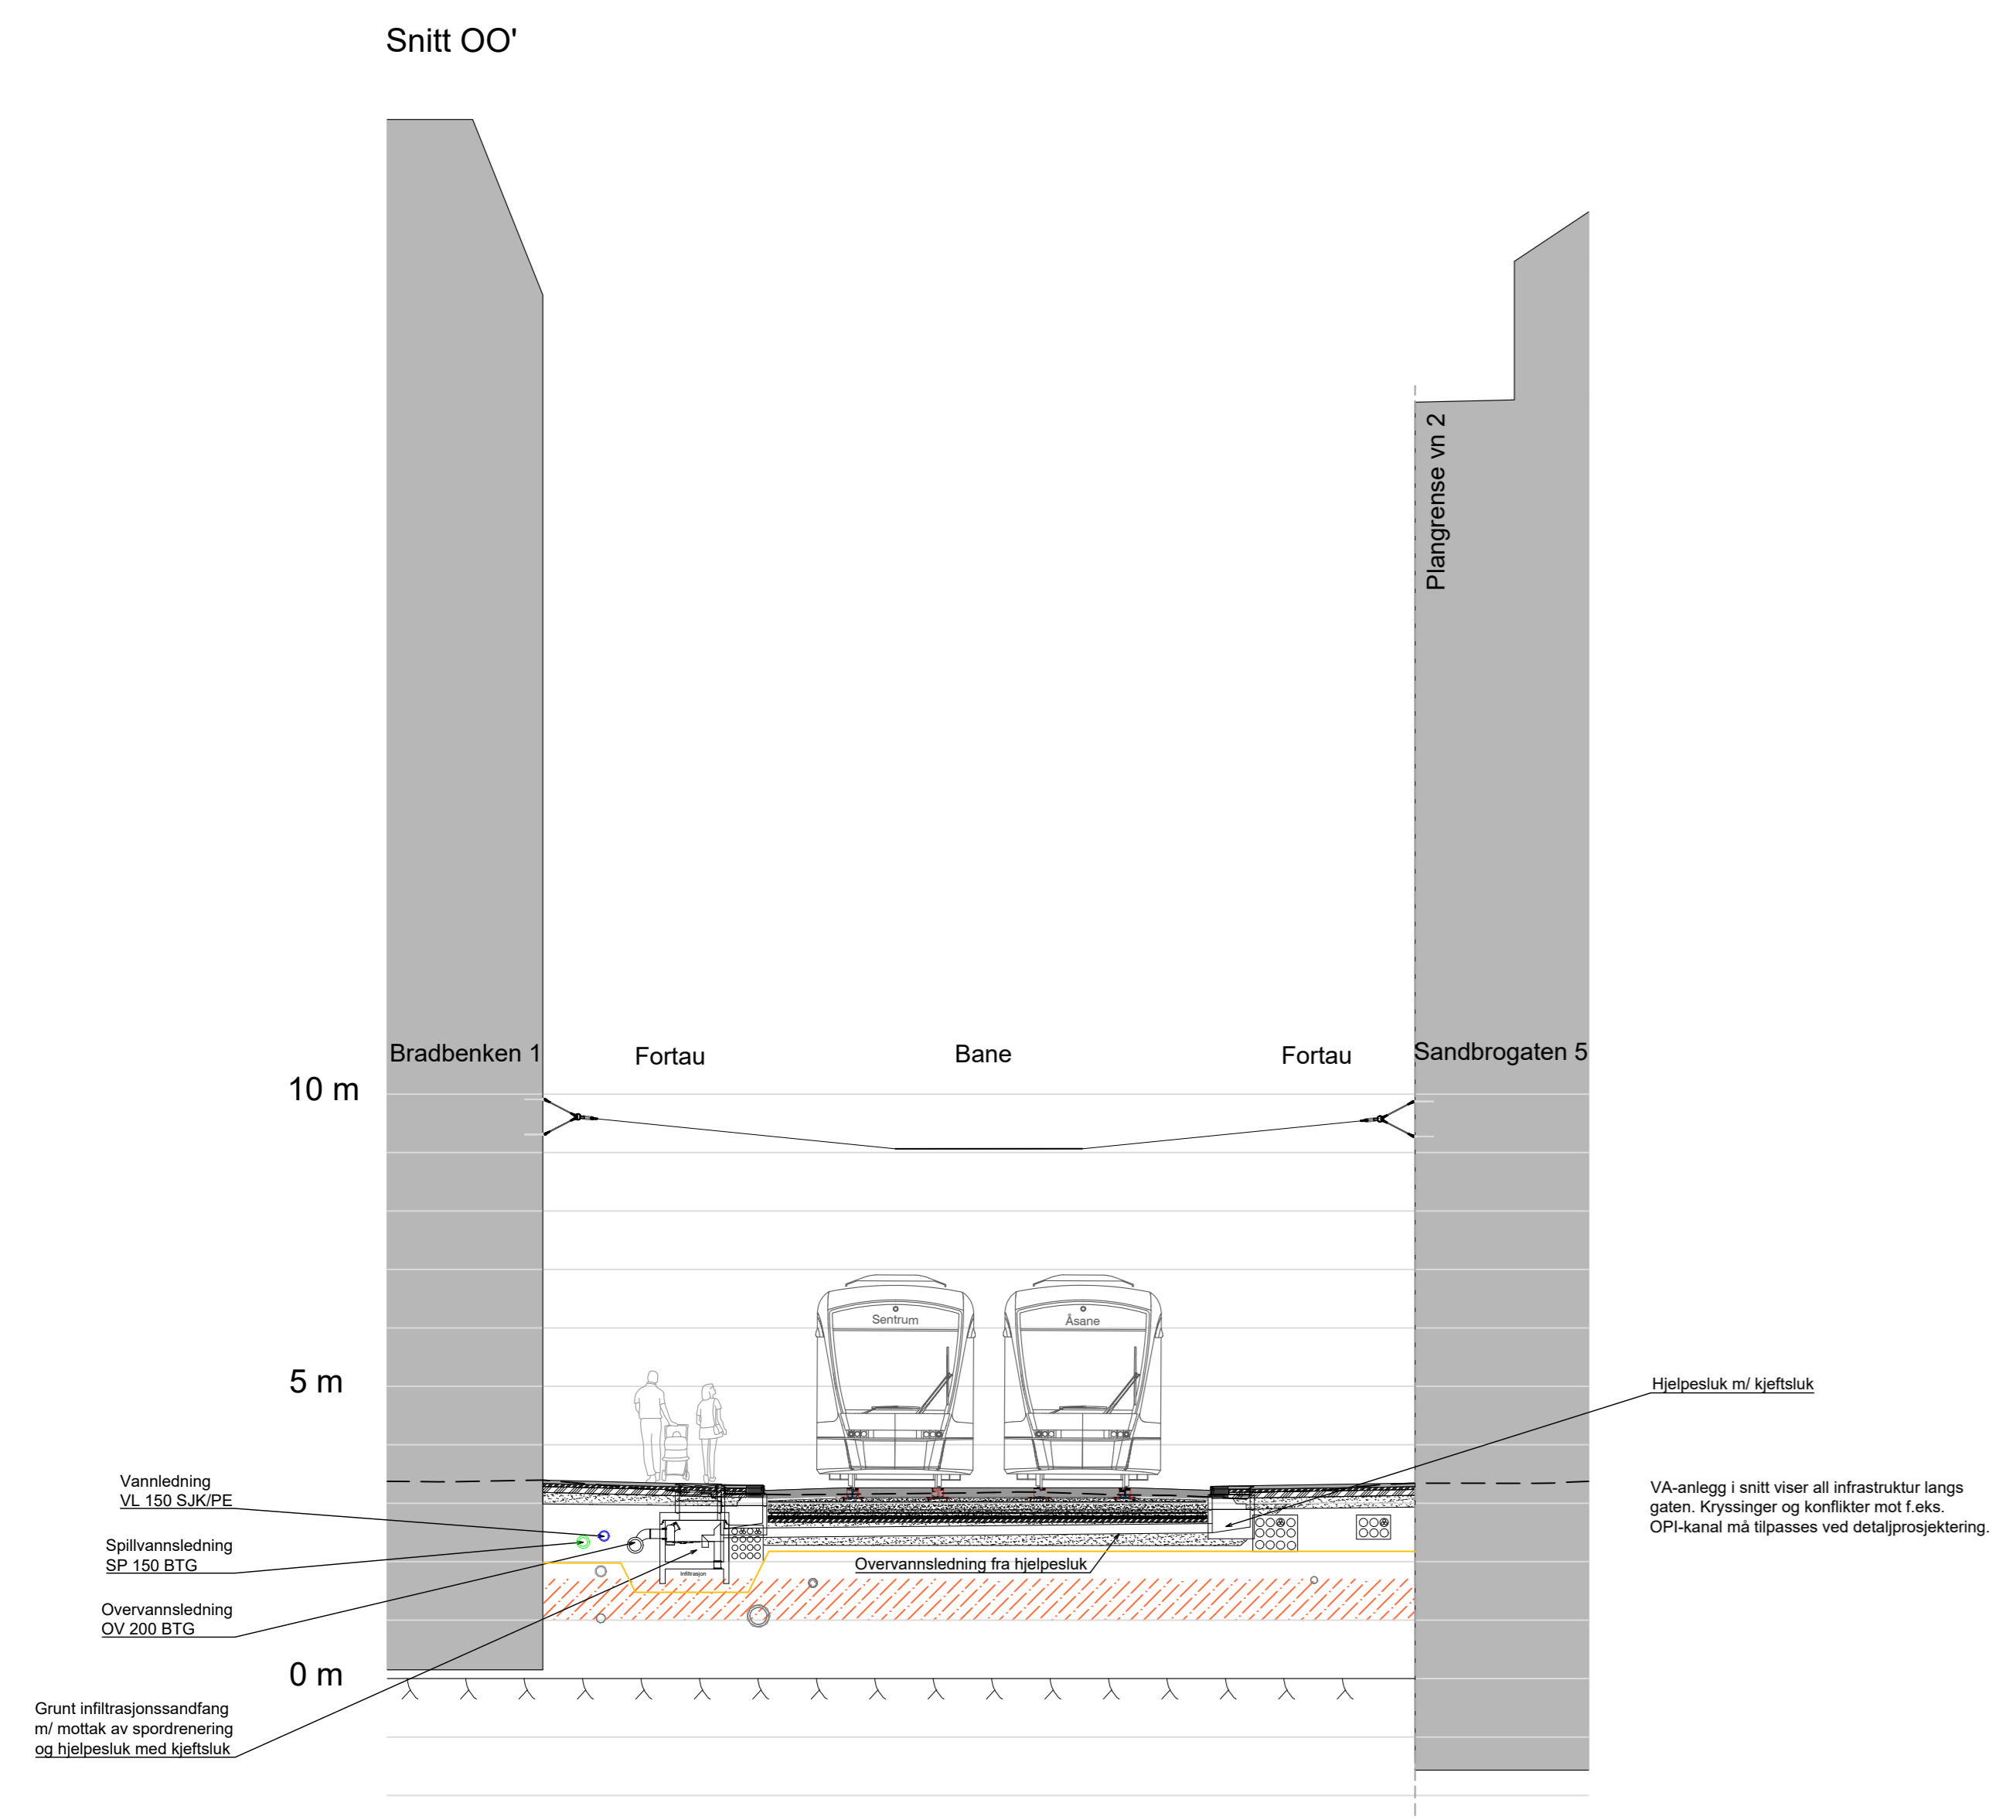 Snitt OO'
Plangrense vn 2
Bradbenken 1
Fortau
Bane
Fortau
Sandbrogaten 5
10 m
Sentrum
Åsane
5 m
Hjelpesluk m/ kjeftsluk
Vannledning
VL 150 SJK/PE
VA-anlegg i snitt viser all infrastruktur langs
gaten. Kryssinger og konflikter mot f.eks.
OPI-kanal må tilpasses ved detaljprosjektering.
Spillvannsledning
SP 150 BTG
Overvannsledning fra hjelpesluk
Infiltrasjon
Overvannsledning
OV 200 BTG
0 m
Grunt infiltrasjonssandfang
m/ mottak av spordrenering
og hjelpesluk med kjeftsluk